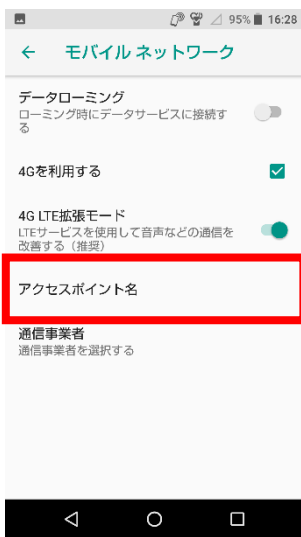 95% 16:28
← モバイル ネットワーク
データローミング
ローミング時にデータサービスに接続す
る
4Gを利用する
4G LTE拡張モード
LTEサービスを使用して音声などの通信を
改善する（推奨）
アクセスポイント名
通信事業者
通信事業者を選択する